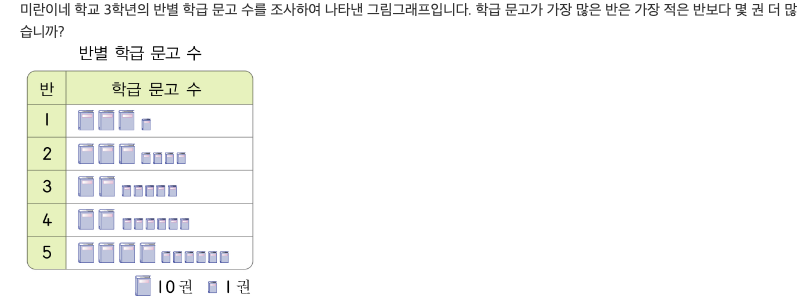 미란이네 학교 3학년의 반별 학급 문고 수를 조사하여 나타낸 그림그래프입니다. 학급 문고가 가장 많은 반은 가장 적은 반보다 몇 권 더 많
습니까?
반별 학급 문고 수
반 학급 문고 수
1
2
3
4
5
10 권 1 권